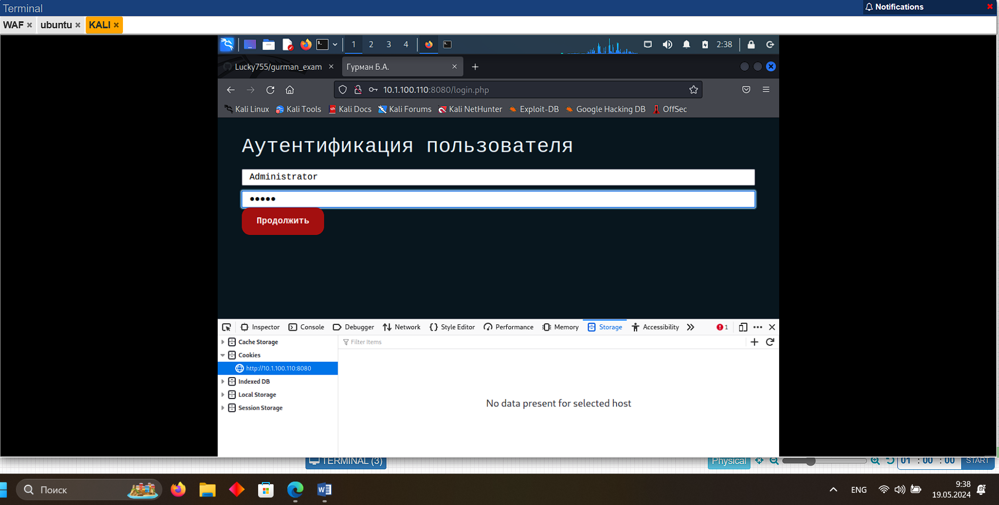 Terminal
Notifications
WAF × ubuntu × KALI ×
1 2 3 4 2:38
Lucky755/gurman_exam × Гурман Б.А. × +
10.1.100.110:8080/login.php
Kali Linux Kali Tools Kali Docs Kali Forums Kali NetHunter Exploit-DB Google Hacking DB OffSec
Аутентификация пользователя
Administrator
•••••
Продолжить
Inspector Console Debugger Network Style Editor Performance Memory Storage Accessibility 1
Cache Storage
Filter Items
Cookies
http://10.1.100.110:8080
Indexed DB
Local Storage
Session Storage
No data present for selected host
TERMINAL (3)
Physical
01 : 00 : 00 START
Поиск
ENG
9:38
19.05.2024